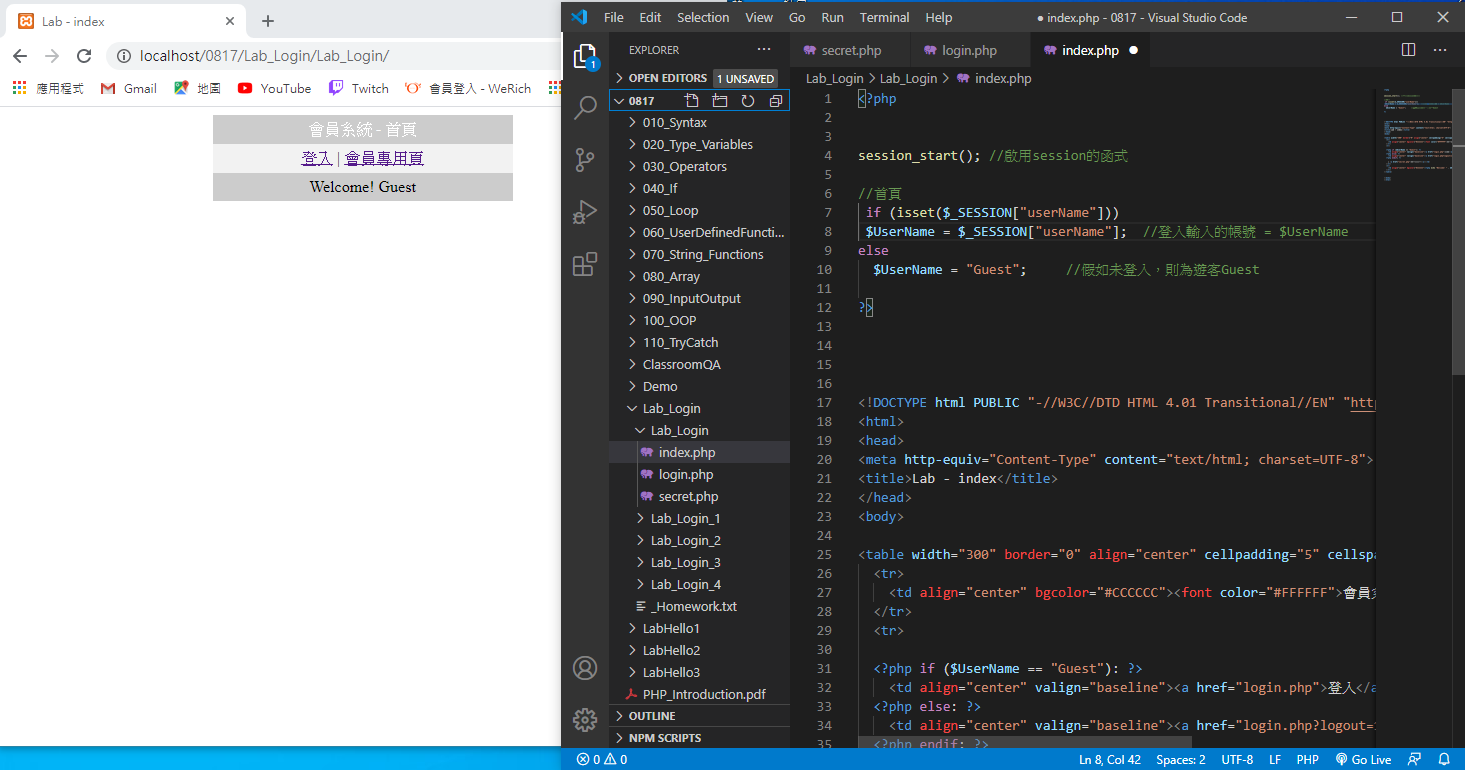 Lab - index
localhost/0817/Lab_Login/Lab_Login/
應用程式 Gmail 地圖 YouTube Twitch 會員登入 - WeRich
會員系統 - 首頁
登入 | 會員專用頁
Welcome! Guest
File Edit Selection View Go Run Terminal Help ● index.php - 0817 - Visual Studio Code
1
EXPLORER
OPEN EDITORS 1 UNSAVED
0817
010_Syntax
020_Type_Variables
030_Operators
040_If
050_Loop
060_UserDefinedFuncti...
070_String_Functions
080_Array
090_InputOutput
100_OOP
110_TryCatch
ClassroomQA
Demo
Lab_Login
Lab_Login
index.php
login.php
secret.php
Lab_Login_1
Lab_Login_2
Lab_Login_3
Lab_Login_4
_Homework.txt
LabHello1
LabHello2
LabHello3
PHP_Introduction.pdf
OUTLINE
NPM SCRIPTS
secret.php login.php index.php
Lab_Login > Lab_Login > index.php
1 <?php
2
3
4 session_start(); //啟用session的函式
5
6 //首頁
7 if (isset($_SESSION["userName"]))
8 $UserName = $_SESSION["userName"]; //登入輸入的帳號 = $UserName
9 else
10 $UserName = "Guest"; //假如未登入，則為遊客Guest
11
12 ?>
13
14
15
16
17 <!DOCTYPE html PUBLIC "-//W3C//DTD HTML 4.01 Transitional//EN" "http
18 <html>
19 <head>
20 <meta http-equiv="Content-Type" content="text/html; charset=UTF-8">
21 <title>Lab - index</title>
22 </head>
23 <body>
24
25 <table width="300" border="0" align="center" cellpadding="5" cellspa
26 <tr>
27 <td align="center" bgcolor="#CCCCCC"><font color="#FFFFFF">會員
28 </tr>
29 <tr>
30
31 <?php if ($UserName == "Guest"): ?>
32 <td align="center" valign="baseline"><a href="login.php">登入</a
33 <?php else: ?>
34 <td align="center" valign="baseline"><a href="login.php?logout=
35 <?php endif; ?>
0 0 Ln 8, Col 42 Spaces: 2 UTF-8 LF PHP Go Live